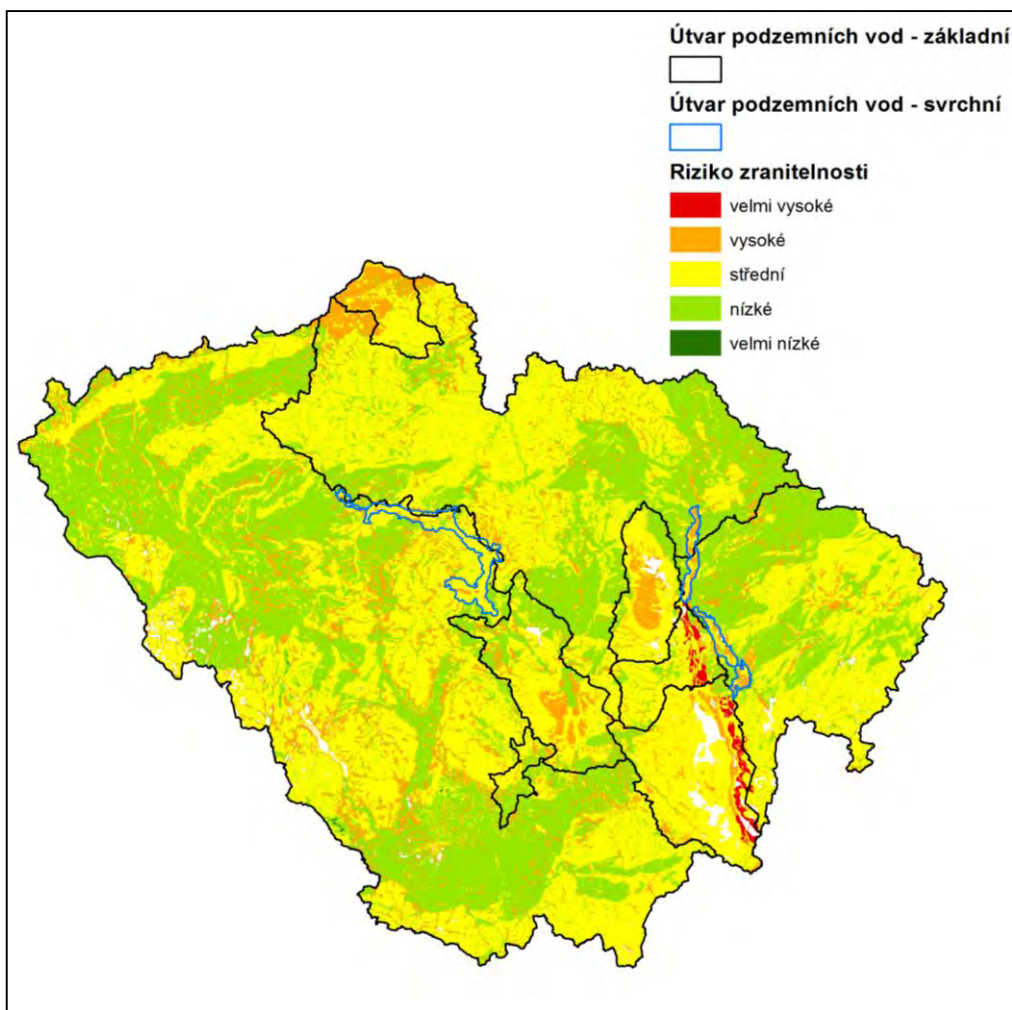 Útvar podzemních vod - základní
Útvar podzemních vod - svrchní
Riziko zranitelnosti
velmi vysoké
vysoké
střední
nízké
velmi nízké